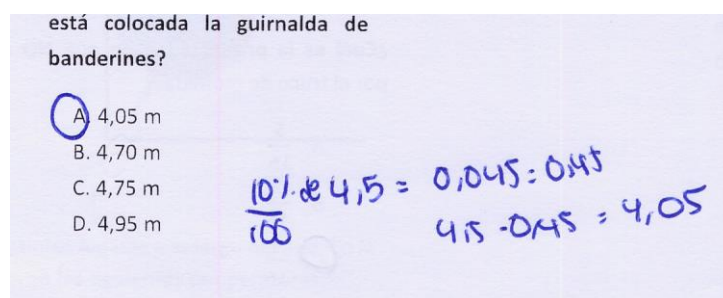 está colocada la guirnalda de
banderines?
A. 4,05 m
B. 4,70 m
C. 4,75 m
D. 4,95 m
10%. de 4,5 = 0,045 = 0,45
100
4,5 - 0,45 = 4,05